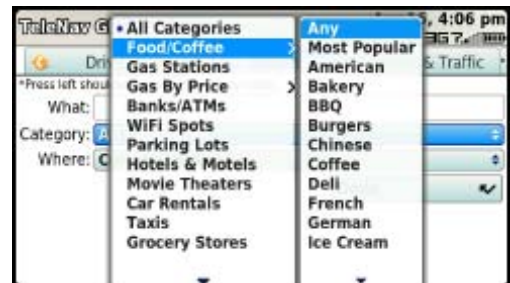 TeleNav G
5, 4:06 pm
Dri
& Traffic
*Press left shoul
What:
Category: A
Where: C
• All Categories
Food/Coffee
Gas Stations
Gas By Price
Banks/ATMs
WiFi Spots
Parking Lots
Hotels & Motels
Movie Theaters
Car Rentals
Taxis
Grocery Stores
Any
Most Popular
American
Bakery
BBQ
Burgers
Chinese
Coffee
Deli
French
German
Ice Cream